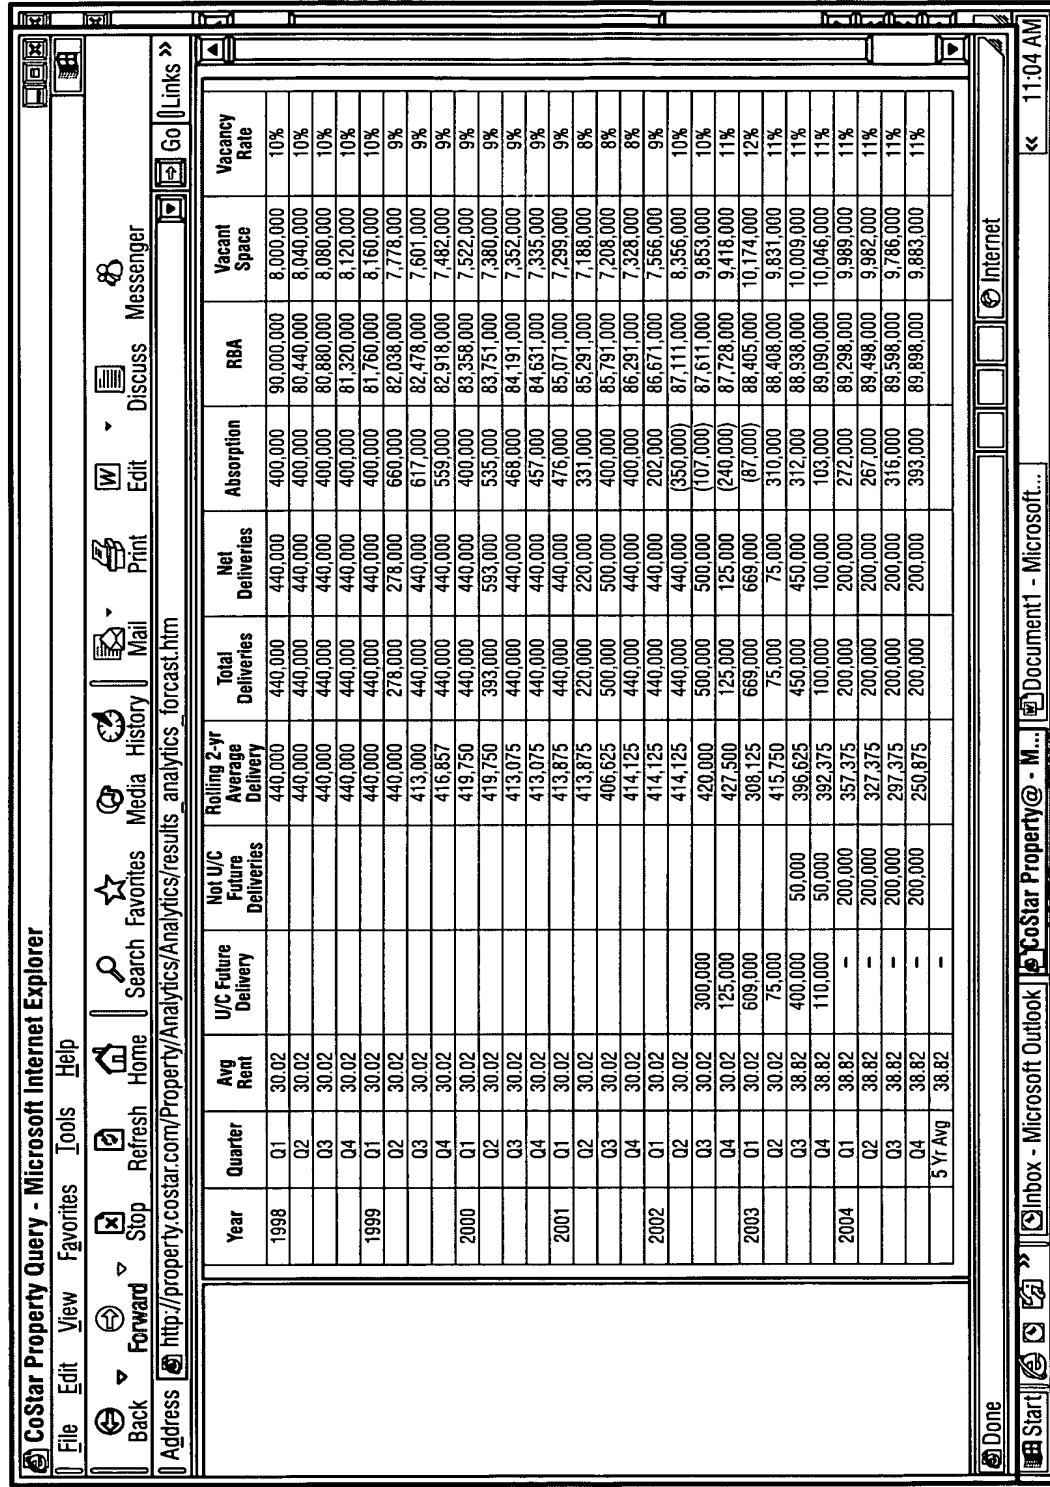 CoStar Property Query - Microsoft Internet Explorer
File Edit View Favorites Tools Help
Back Forward Stop Refresh Home Search Favorites Media History Mail Print Edit Discuss Messenger
Address http://property.costar.com/Property/Analytics/Analytics/results_analytics_forcast.htm Go Links »
Year Quarter Avg Rent U/C Future Delivery Not U/C Future Deliveries Rolling 2-yr Average Delivery Total Deliveries Net Deliveries Absorption RBA Vacant Space Vacancy Rate
1998 Q1 30.02 440,000 440,000 440,000 400,000 90,000,000 8,000,000 10%
Q2 30.02 440,000 440,000 440,000 400,000 80,440,000 8,040,000 10%
Q3 30.02 440,000 440,000 440,000 400,000 80,880,000 8,080,000 10%
Q4 30.02 440,000 440,000 440,000 400,000 81,320,000 8,120,000 10%
1999 Q1 30.02 440,000 440,000 440,000 400,000 81,760,000 8,160,000 10%
Q2 30.02 440,000 278,000 278,000 660,000 82,038,000 7,778,000 9%
Q3 30.02 413,000 440,000 440,000 617,000 82,478,000 7,601,000 9%
Q4 30.02 416,857 440,000 440,000 559,000 82,918,000 7,482,000 9%
2000 Q1 30.02 419,750 440,000 440,000 400,000 83,358,000 7,522,000 9%
Q2 30.02 419,750 393,000 593,000 535,000 83,751,000 7,380,000 9%
Q3 30.02 413,075 440,000 440,000 468,000 84,191,000 7,352,000 9%
Q4 30.02 413,075 440,000 440,000 457,000 84,631,000 7,335,000 9%
2001 Q1 30.02 413,875 440,000 440,000 476,000 85,071,000 7,299,000 9%
Q2 30.02 413,875 220,000 220,000 331,000 85,291,000 7,188,000 8%
Q3 30.02 406,625 500,000 500,000 400,000 85,791,000 7,208,000 8%
Q4 30.02 414,125 440,000 440,000 400,000 86,291,000 7,328,000 8%
2002 Q1 30.02 414,125 440,000 440,000 202,000 86,671,000 7,556,000 9%
Q2 30.02 414,125 440,000 440,000 (350,000) 87,111,000 8,356,000 10%
Q3 30.02 300,000 420,000 500,000 500,000 (107,000) 87,611,000 9,853,000 10%
Q4 30.02 125,000 427,500 125,000 125,000 (240,000) 87,728,000 9,418,000 11%
2003 Q1 30.02 609,000 308,125 669,000 669,000 (87,000) 88,405,000 10,174,000 12%
Q2 30.02 75,000 415,750 75,000 75,000 310,000 88,408,000 9,831,000 11%
Q3 38.82 400,000 50,000 396,625 450,000 450,000 312,000 88,938,000 10,009,000 11%
Q4 38.82 110,000 50,000 392,375 100,000 100,000 103,000 89,090,000 10,046,000 11%
2004 Q1 38.82 – 200,000 357,375 200,000 200,000 272,000 89,298,000 9,989,000 11%
Q2 38.82 – 200,000 327,375 200,000 200,000 267,000 89,498,000 9,982,000 11%
Q3 38.82 – 200,000 297,375 200,000 200,000 316,000 89,598,000 9,786,000 11%
Q4 38.82 – 200,000 250,875 200,000 200,000 393,000 89,898,000 9,883,000 11%
5 Yr Avg 38.82 –
Done Internet
Start » Inbox - Microsoft Outlook CoStar Property@ - M... Document1 - Microsoft... « 11:04 AM